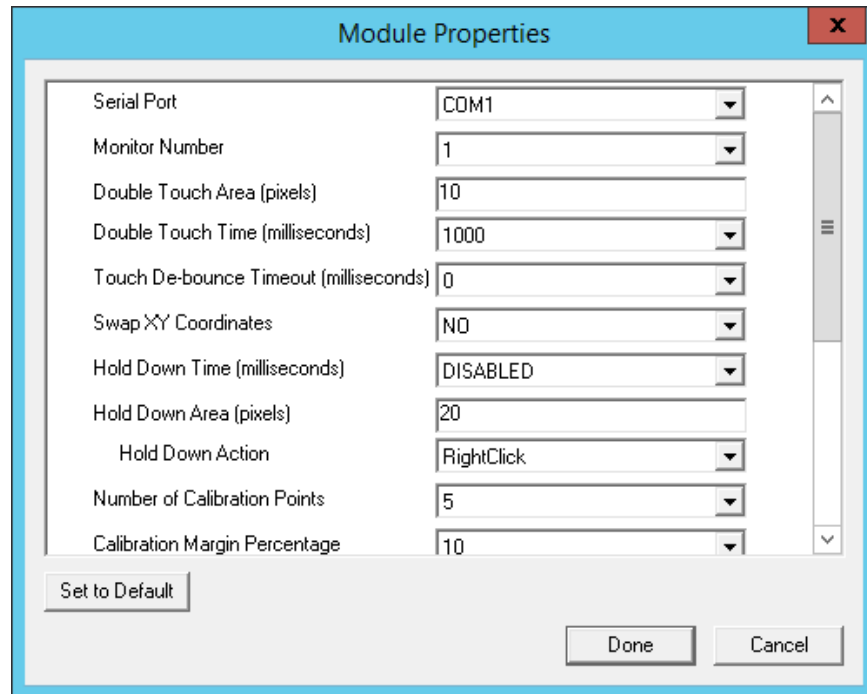 Module Properties
x
Serial Port COM1
Monitor Number 1
Double Touch Area (pixels) 10
Double Touch Time (milliseconds) 1000
Touch De-bounce Timeout (milliseconds) 0
Swap XY Coordinates NO
Hold Down Time (milliseconds) DISABLED
Hold Down Area (pixels) 20
Hold Down Action RightClick
Number of Calibration Points 5
Calibration Margin Percentage 10
Set to Default
Done Cancel